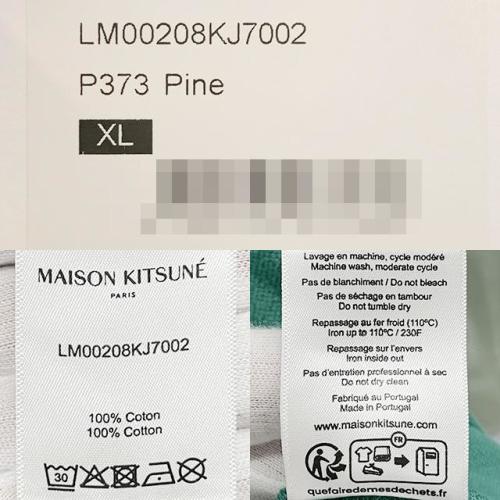 LM00208KJ7002
P373 Pine
XL
MAISON KITSUNÉ
PARIS
LM00208KJ7002
100% Coton
100% Cotton
30
Lavage en machine, cycle modéré
Machine wash, moderate cycle
Pas de blanchiment / Do not bleach
Pas de séchage en tambour
Do not tumble dry
Repassage au fer froid (110ºC)
Iron up to 110ºC / 230F
Repassage sur l'envers
Iron inside out
Pas d'entretien professionnel à sec
Do not dry clean
Fabriqué au Portugal
Made in Portugal
www.maisonkitsune.com
FR
quefairedemesdechets.fr